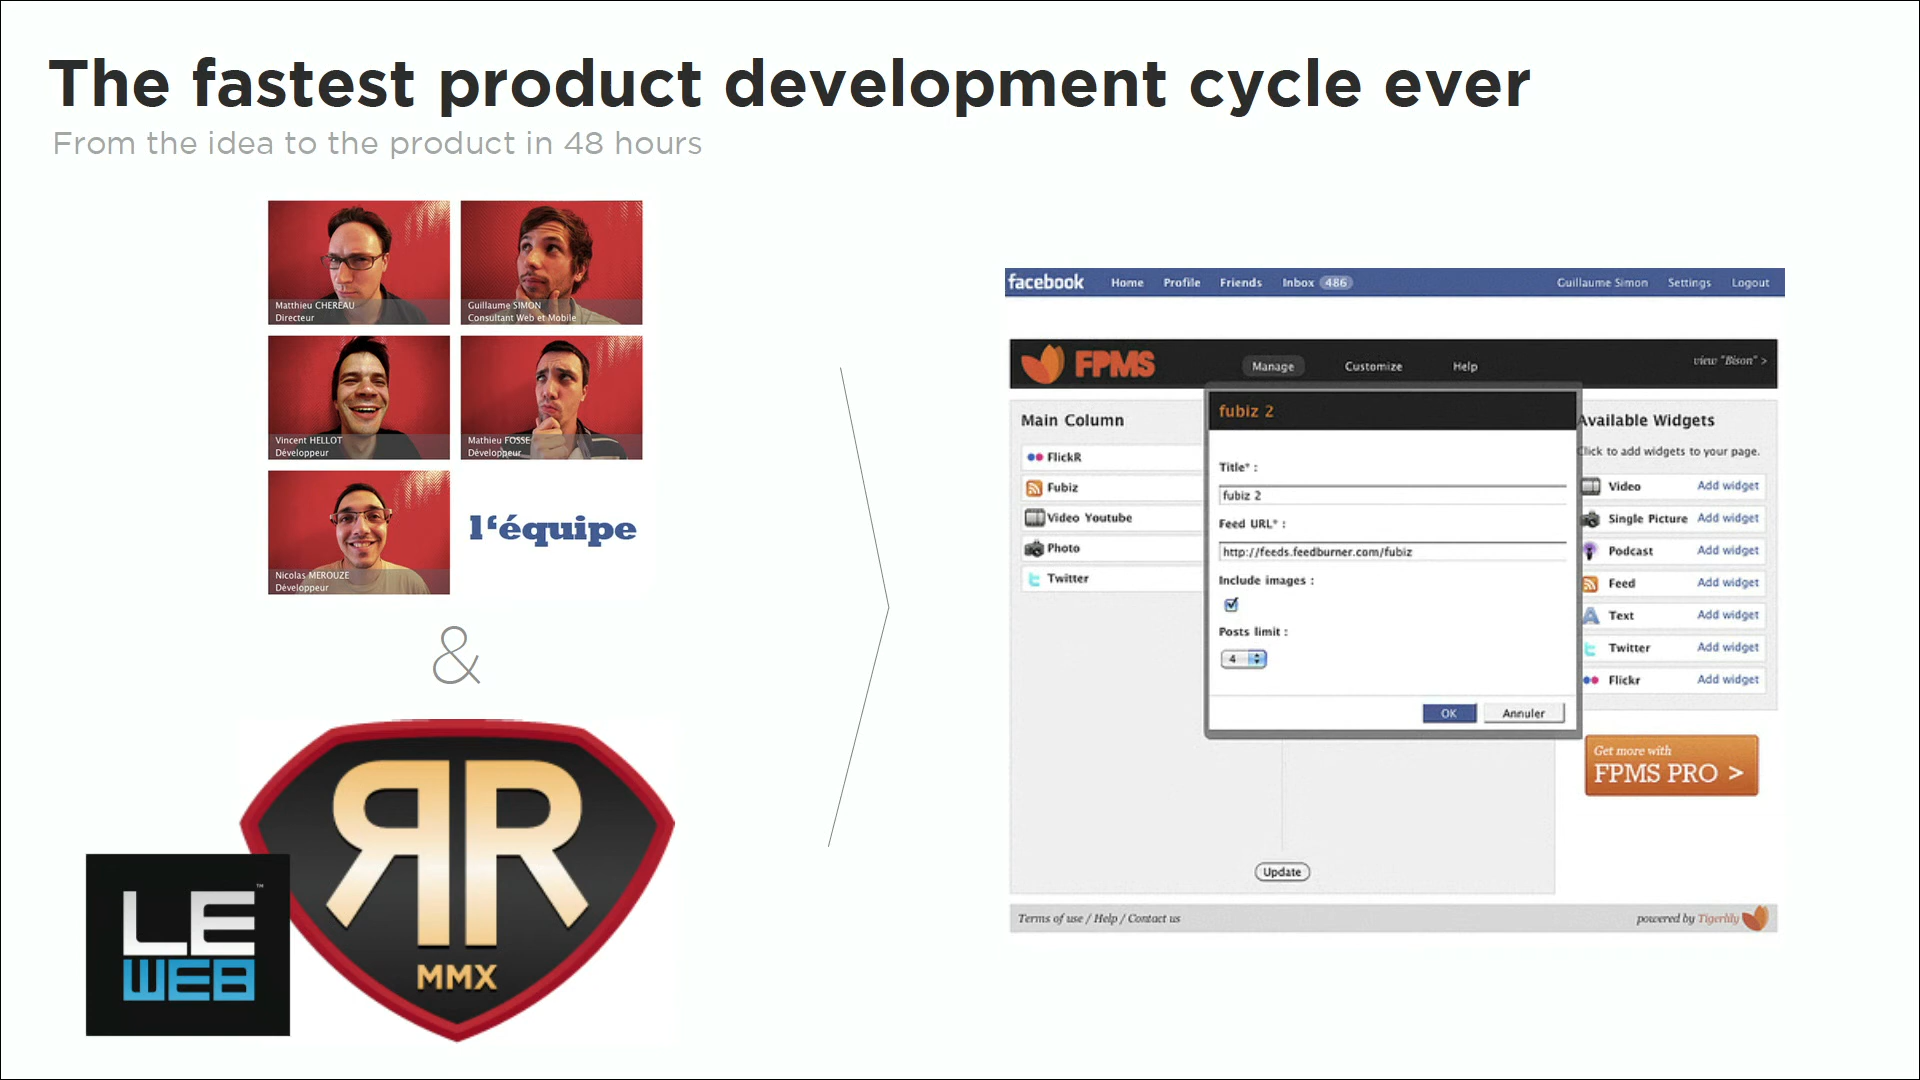 The fastest product development cycle ever
From the idea to the product in 48 hours
Matthieu CHEREAU
Directeur
Guillaume SIMON
Consultant Web et Mobile
Vincent HELLOT
Développeur
Mathieu FOSSE
Développeur
Nicolas MEROUZE
Développeur
l'équipe
&
RR
MMX
LE
WEB
™
facebook Home Profile Friends Inbox 486 Guillaume Simon Settings Logout
FPMS Manage Customize Help view "Bison" >
Main Column
FlickR
Fubiz
Video Youtube
Photo
Twitter
fubiz 2
Title* :
fubiz 2
Feed URL* :
http://feeds.feedburner.com/fubiz
Include images :
Posts limit :
4
OK Annuler
Available Widgets
Click to add widgets to your page.
Video Add widget
Single Picture Add widget
Podcast Add widget
Feed Add widget
Text Add widget
Twitter Add widget
Flickr Add widget
Get more with
FPMS PRO >
Update
Terms of use / Help / Contact us
powered by Tigerlily